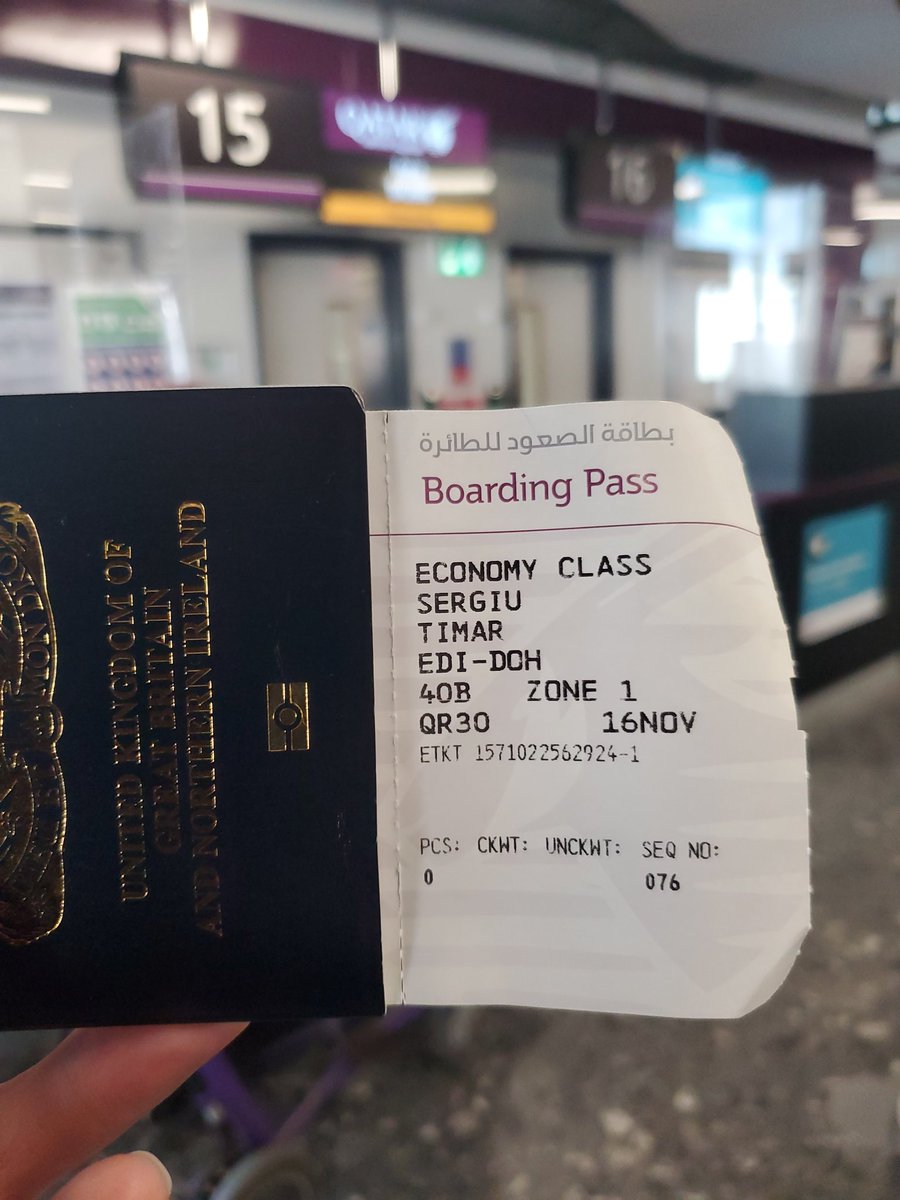 15
16
UNITED KINGDOM OF
GREAT BRITAIN
AND NORTHERN IRELAND
بطاقة الصعود للطائرة
Boarding Pass
ECONOMY CLASS
SERGIU
TIMAR
EDI-DOH
40B ZONE 1
QR30 16NOV
ETKT 1571022562924-1
PCS: CKWT: UNCKWT: SEQ NO:
0 076